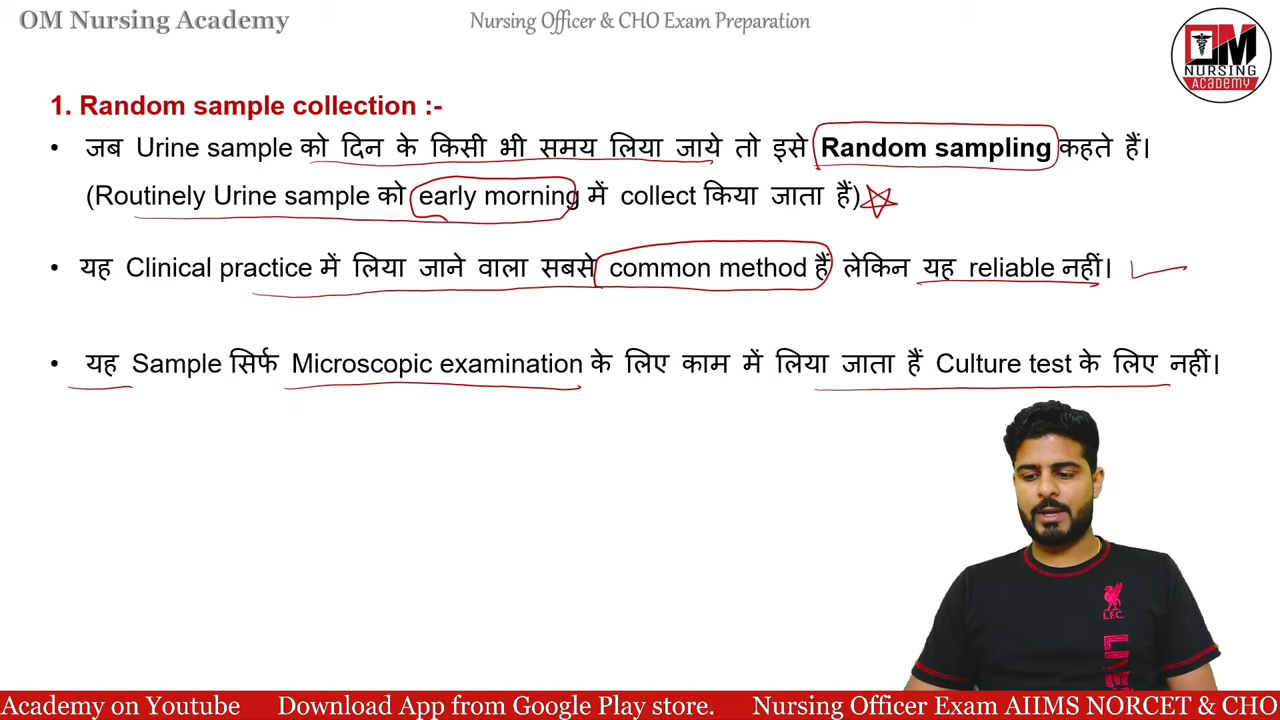 OM Nursing Academy
Nursing Officer & CHO Exam Preparation
OM
NURSING
ACADEMY
1. Random sample collection :-
• जब Urine sample को दिन के किसी भी समय लिया जाये तो इसे Random sampling कहते हैं।
(Routinely Urine sample को early morning में collect किया जाता हैं)
• यह Clinical practice में लिया जाने वाला सबसे common method हैं लेकिन यह reliable नहीं।
• यह Sample सिर्फ Microscopic examination के लिए काम में लिया जाता हैं Culture test के लिए नहीं।
L.F.C.
Academy on Youtube Download App from Google Play store. Nursing Officer Exam AIIMS NORCET & CHO